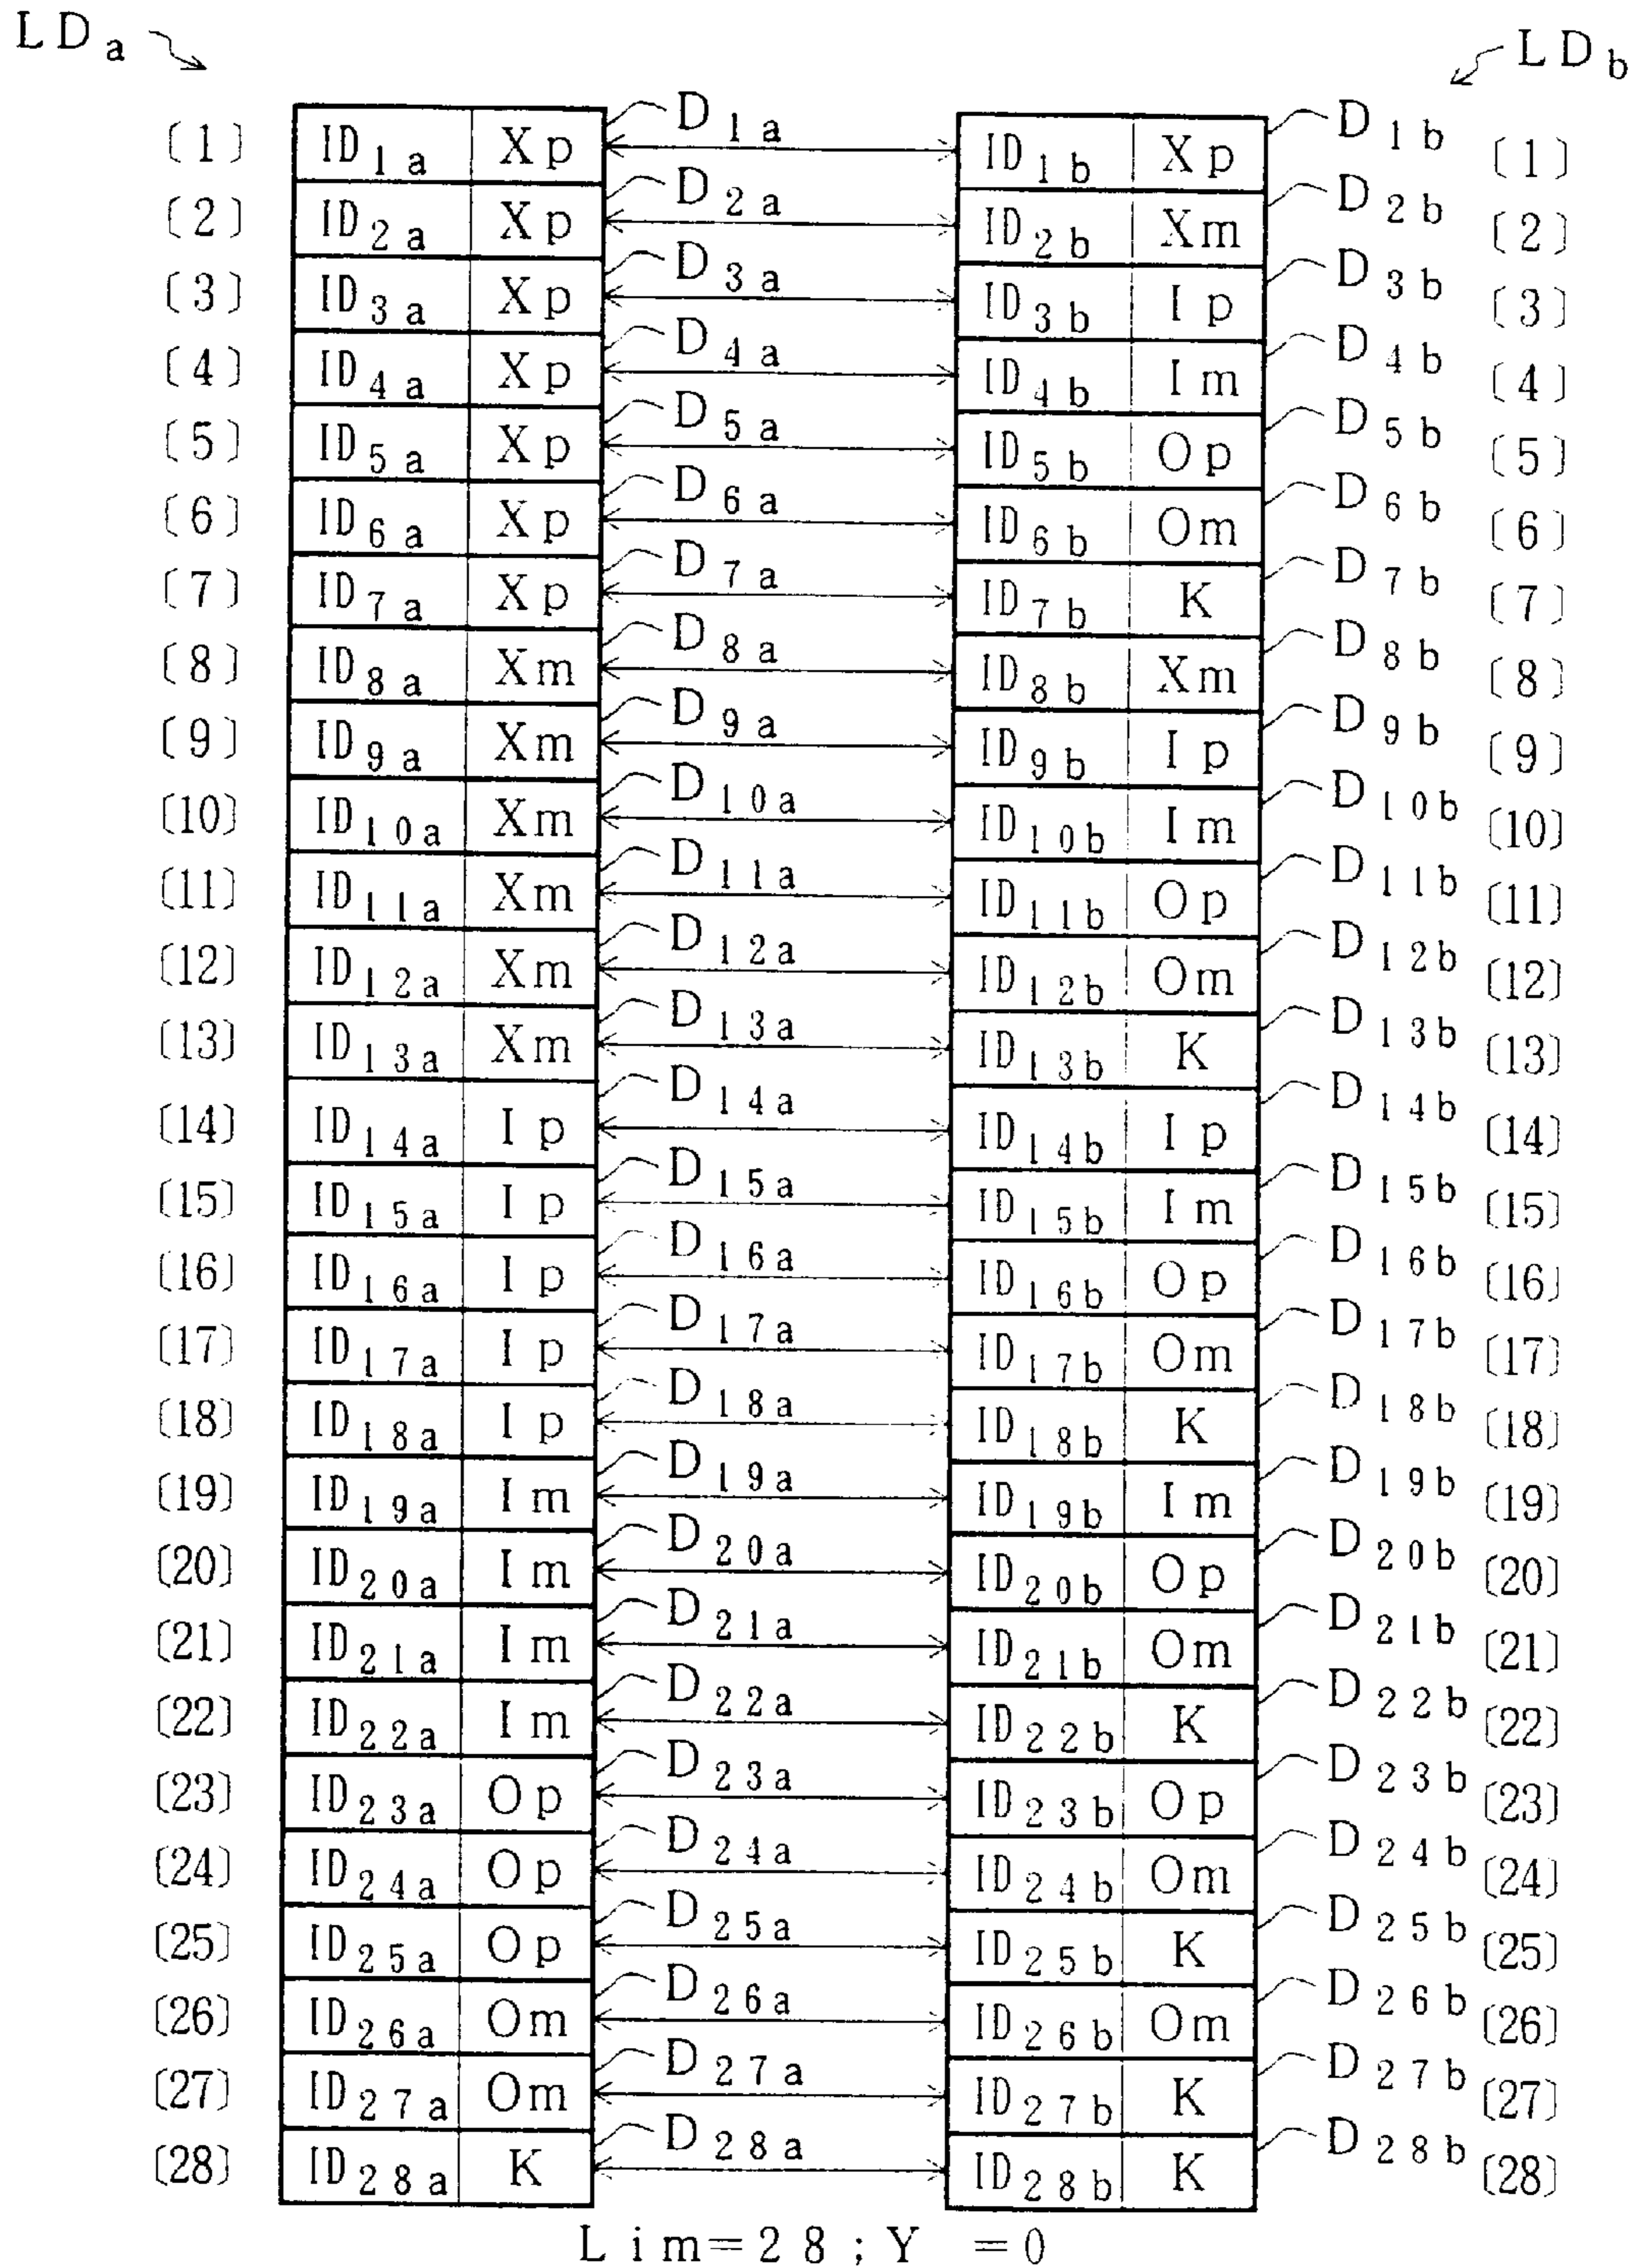 LDa LDb
[1] ID1a Xp D1a ID1b Xp D1b [1]
[2] ID2a Xp D2a ID2b Xm D2b [2]
[3] ID3a Xp D3a ID3b Ip D3b [3]
[4] ID4a Xp D4a ID4b Im D4b [4]
[5] ID5a Xp D5a ID5b Op D5b [5]
[6] ID6a Xp D6a ID6b Om D6b [6]
[7] ID7a Xp D7a ID7b K D7b [7]
[8] ID8a Xm D8a ID8b Xm D8b [8]
[9] ID9a Xm D9a ID9b Ip D9b [9]
[10] ID10a Xm D10a ID10b Im D10b [10]
[11] ID11a Xm D11a ID11b Op D11b [11]
[12] ID12a Xm D12a ID12b Om D12b [12]
[13] ID13a Xm D13a ID13b K D13b [13]
[14] ID14a Ip D14a ID14b Ip D14b [14]
[15] ID15a Ip D15a ID15b Im D15b [15]
[16] ID16a Ip D16a ID16b Op D16b [16]
[17] ID17a Ip D17a ID17b Om D17b [17]
[18] ID18a Ip D18a ID18b K D18b [18]
[19] ID19a Im D19a ID19b Im D19b [19]
[20] ID20a Im D20a ID20b Op D20b [20]
[21] ID21a Im D21a ID21b Om D21b [21]
[22] ID22a Im D22a ID22b K D22b [22]
[23] ID23a Op D23a ID23b Op D23b [23]
[24] ID24a Op D24a ID24b Om D24b [24]
[25] ID25a Op D25a ID25b K D25b [25]
[26] ID26a Om D26a ID26b Om D26b [26]
[27] ID27a Om D27a ID27b K D27b [27]
[28] ID28a K D28a ID28b K D28b [28]
Lim=28;Y =0